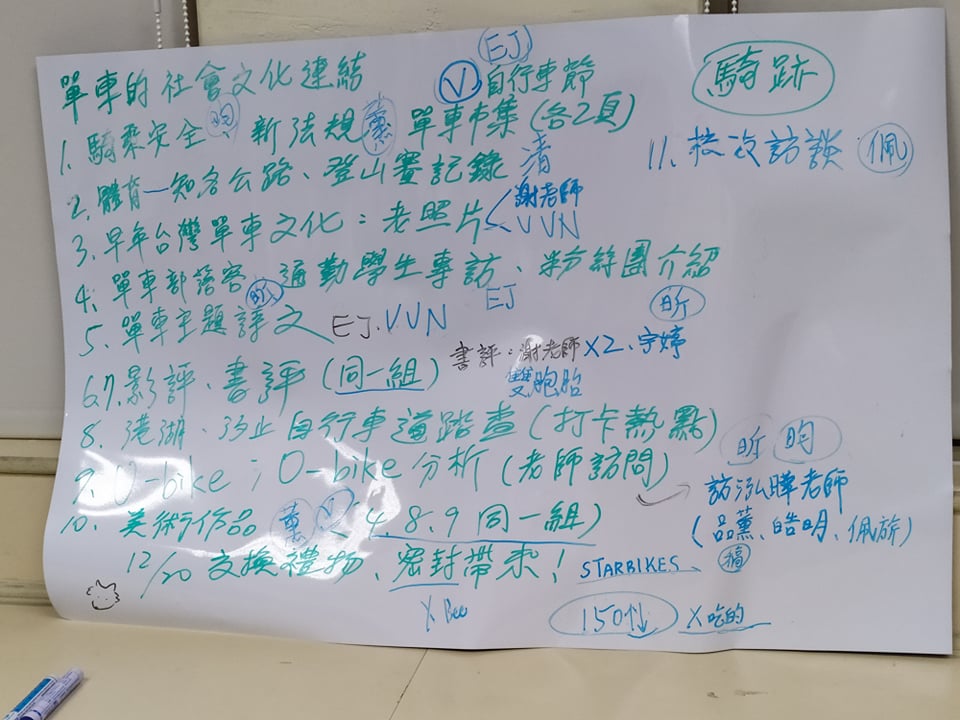 EJ
單車的社會文化連結 V 自行車節 騎跡
1. 騎乘安全 昀 新法規 薰 單車市集 (各2頁)
11. 校友訪談 佩
2. 體育—知名公路、登山賽記錄 清
3. 早年台灣單車文化:老照片 < 謝老師 VVN
4. 單車部落客 昕 通勤學生專訪、粉絲團介紹
EJ 昕
5. 單車主題譯文 EJ. VVN
6.7. 影評、書評 (同一組) 書評:謝老師X2、宇婷
雙胞胎
8. 港湖、汐止自行車道踏查 (打卡熱點)
昕 昀
9. U-bike ; O-bike 分析 (老師訪問)
訪泓曄老師
10. 美術作品 薰 V (4. 8. 9 同一組)
(品薰、皓明、佩旂)
12/20 交換禮物、密封帶來! STARBIKES、稿
X Bee 150↑↓ X吃的